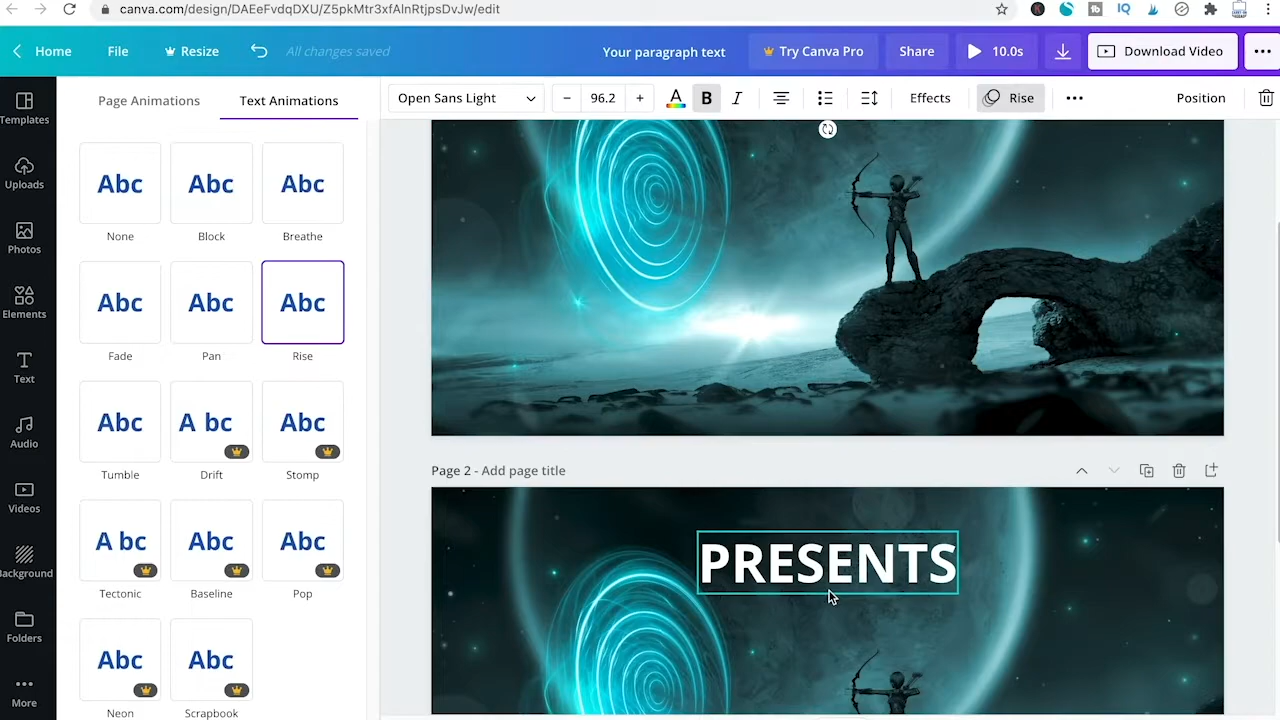 canva.com/design/DAEeFvdqDXU/Z5pkMtr3xfAlnRtjpsDvJw/edit
Home File Resize All changes saved Your paragraph text Try Canva Pro Share 10.0s Download Video
Page Animations Text Animations
Open Sans Light − 96.2 + A B I Effects Rise Position
Templates
Uploads
Photos
Elements
Text
Audio
Videos
Background
Folders
More
Abc Abc Abc
None Block Breathe
Abc Abc Abc
Fade Pan Rise
Abc A bc Abc
Tumble Drift Stomp
A bc Abc Abc
Tectonic Baseline Pop
Abc Abc
Neon Scrapbook
Page 2 - Add page title
PRESENTS